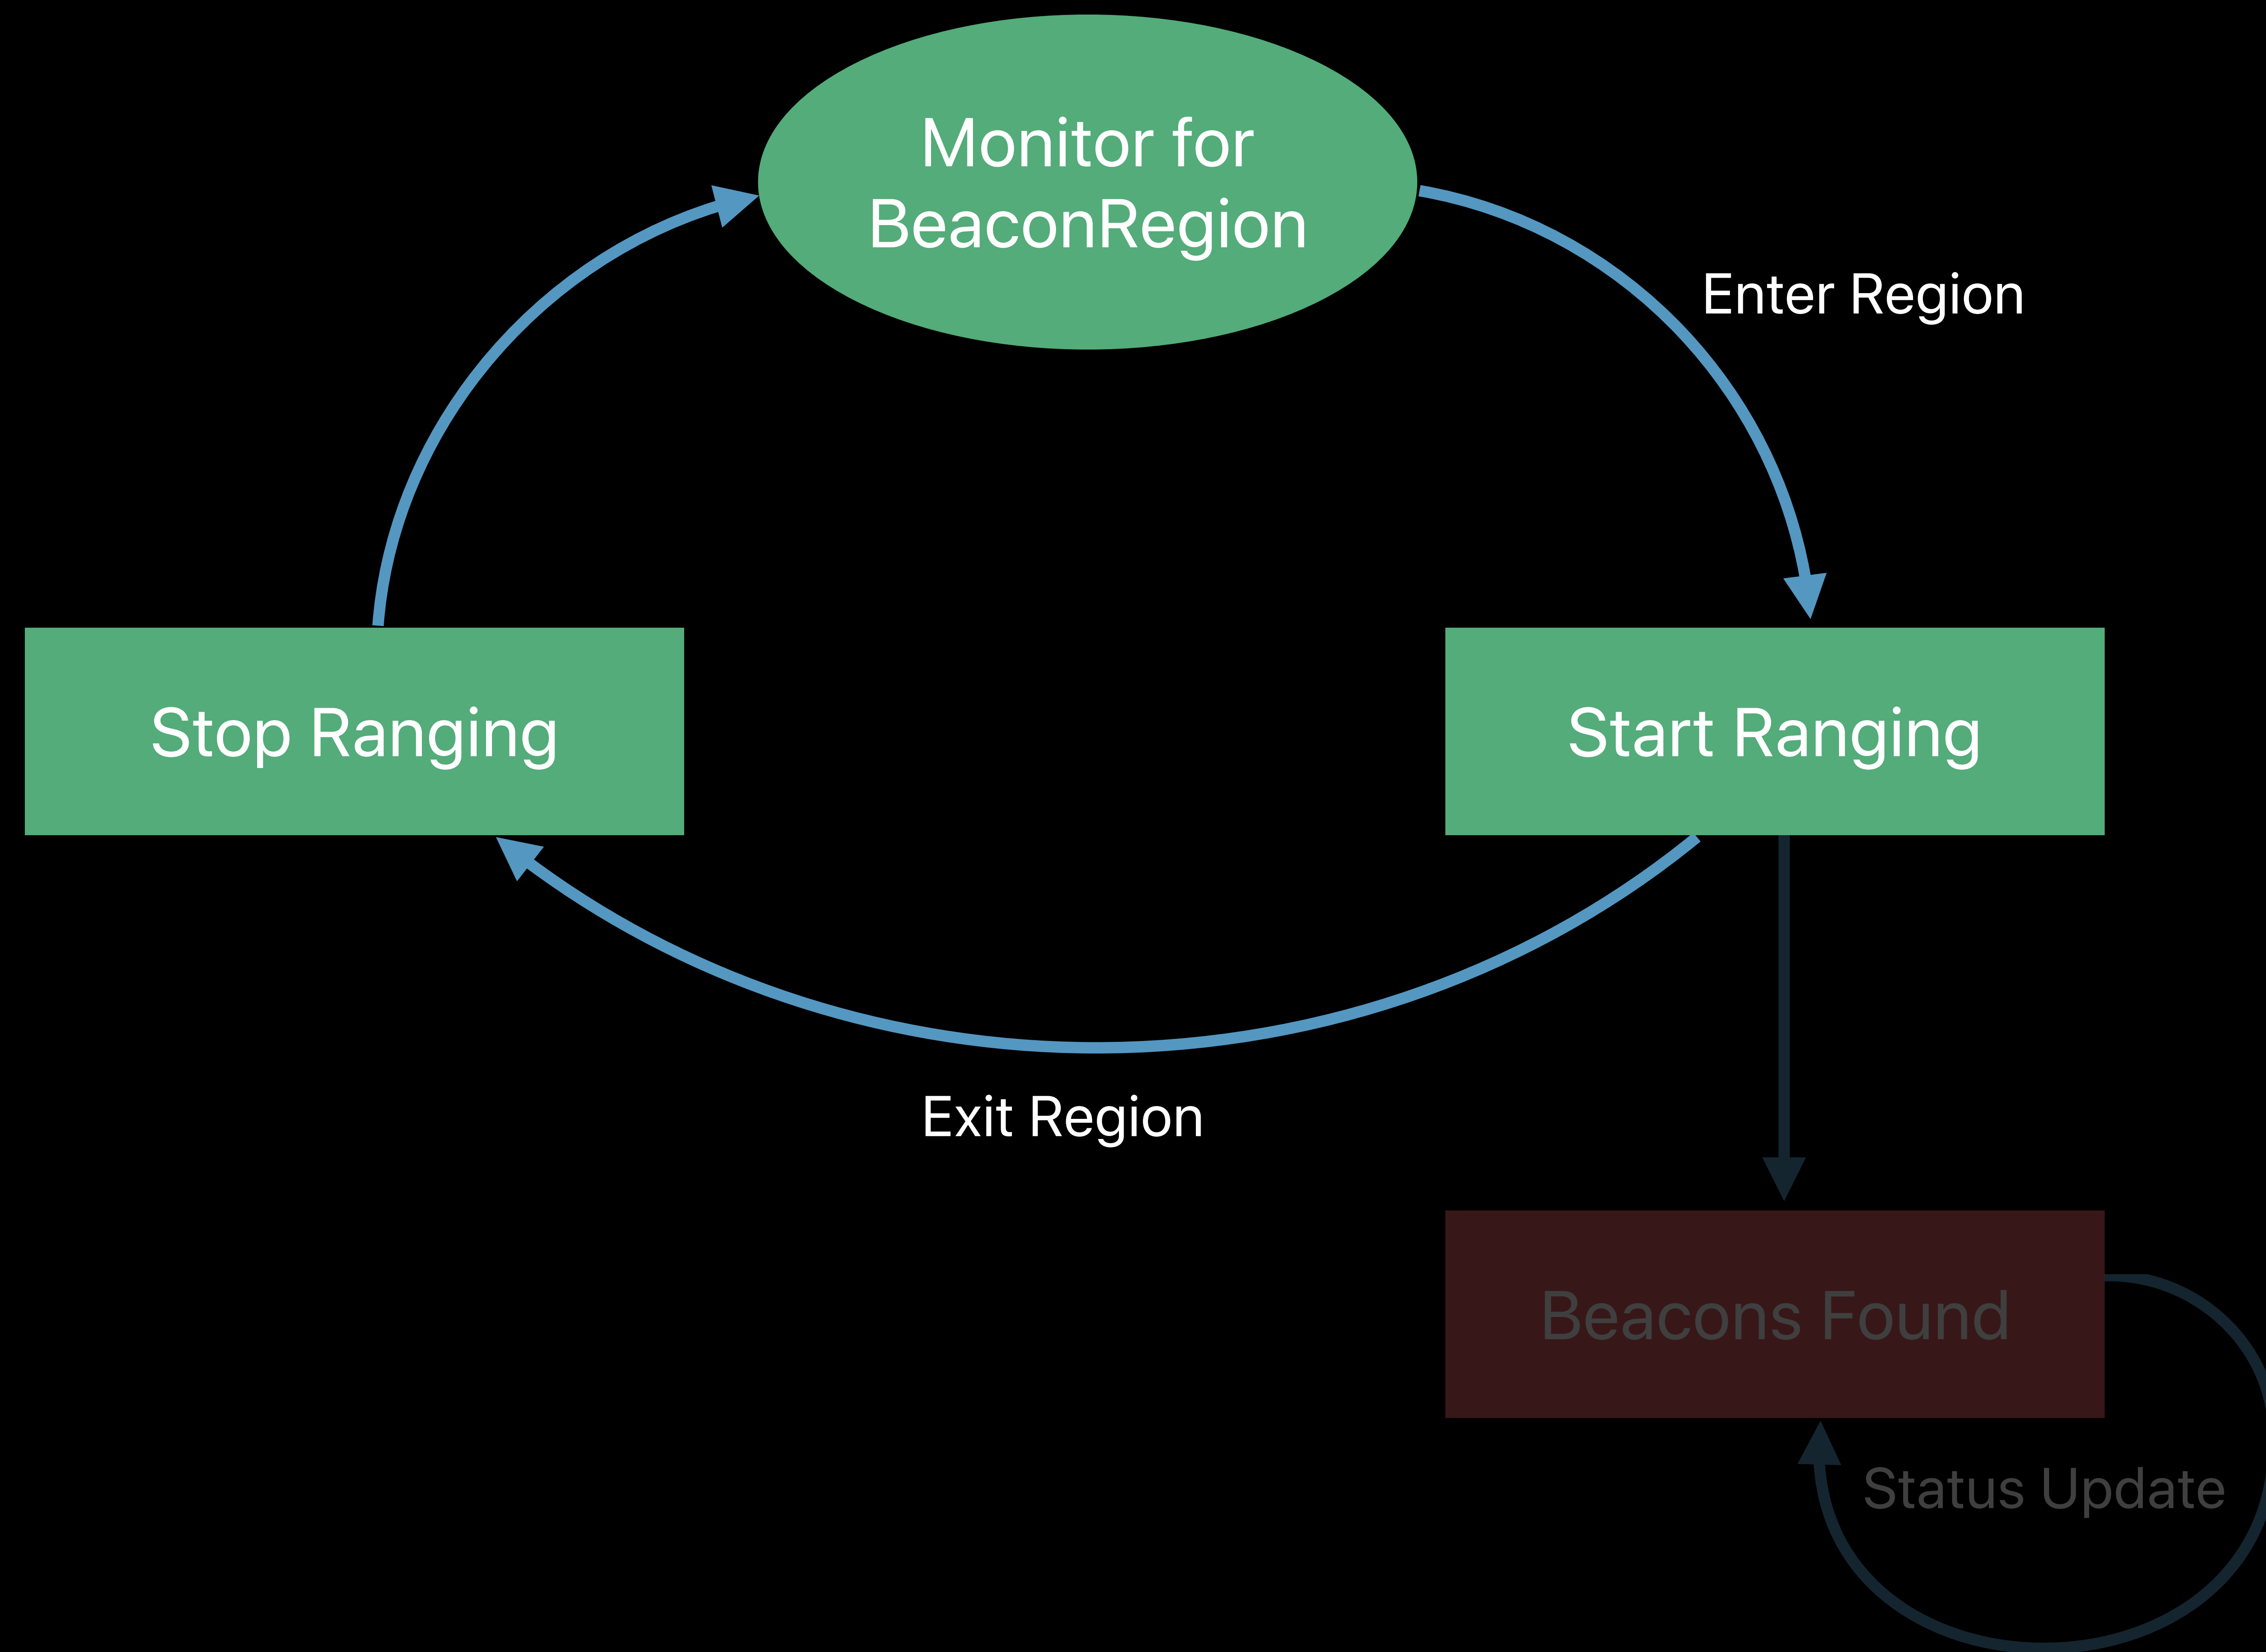 Monitor for
BeaconRegion
Enter Region
Stop Ranging
Start Ranging
Exit Region
Beacons Found
Status Update